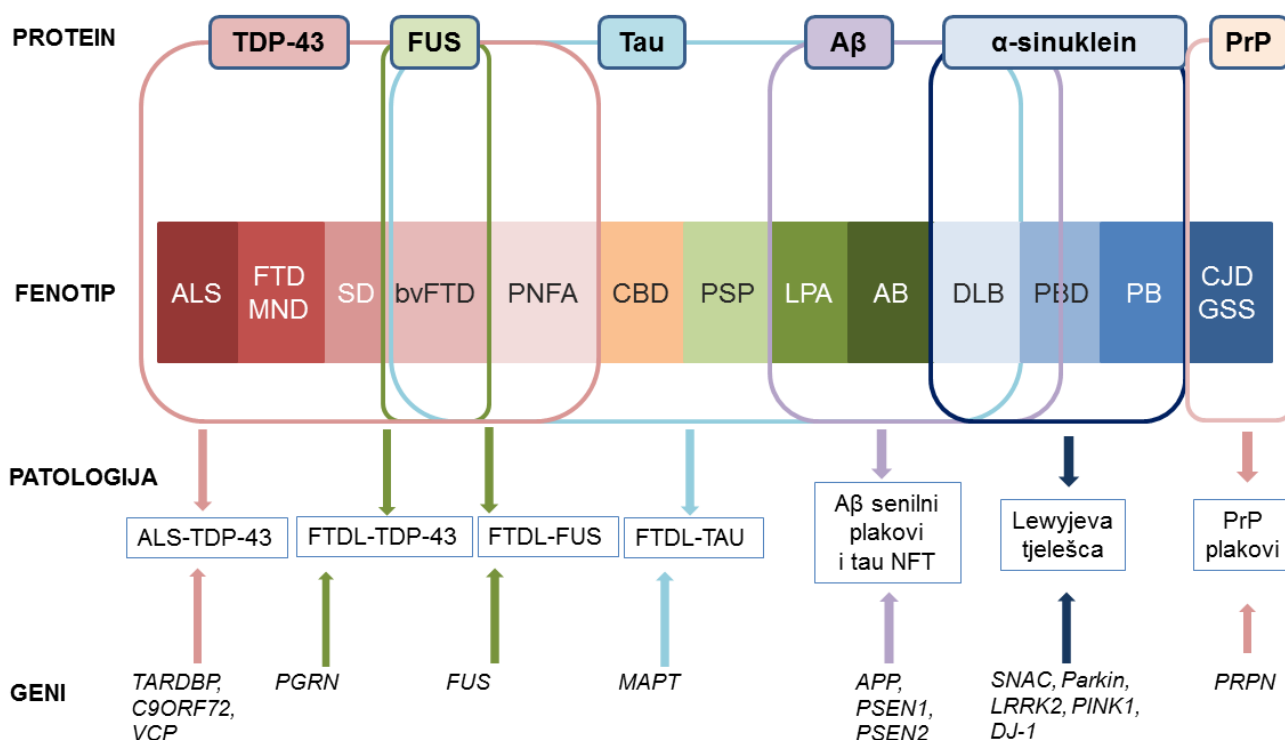 PROTEIN
TDP-43
FUS
Tau
Aβ
α-sinuklein
PrP
FENOTIP
ALS
FTD
MND
SD
bvFTD
PNFA
CBD
PSP
LPA
AB
DLB
PBD
PB
CJD
GSS
PATOLOGIJA
ALS-TDP-43
FTDL-TDP-43
FTDL-FUS
FTDL-TAU
Aβ senilni
plakovi
i tau NFT
Lewyjeva
tjelešca
PrP
plakovi
GENI
TARDBP,
C9ORF72,
VCP
PGRN
FUS
MAPT
APP,
PSEN1,
PSEN2
SNAC, Parkin,
LRRK2, PINK1,
DJ-1
PRPN